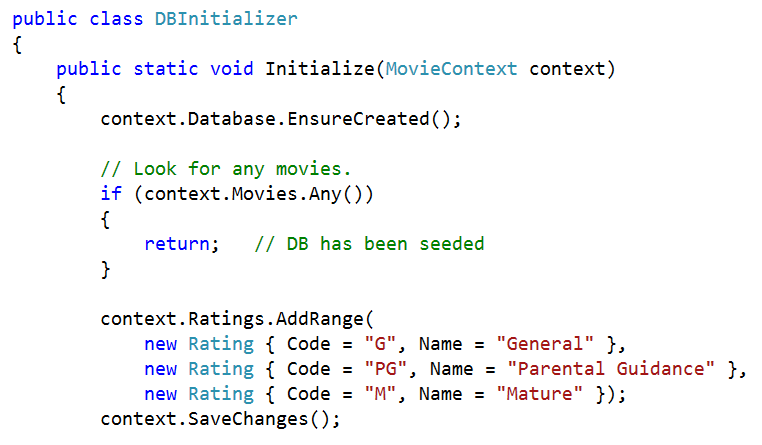 public class DBInitializer
{
    public static void Initialize(MovieContext context)
    {
        context.Database.EnsureCreated();

        // Look for any movies.
        if (context.Movies.Any())
        {
            return;   // DB has been seeded
        }

        context.Ratings.AddRange(
            new Rating { Code = "G", Name = "General" },
            new Rating { Code = "PG", Name = "Parental Guidance" },
            new Rating { Code = "M", Name = "Mature" });
        context.SaveChanges();